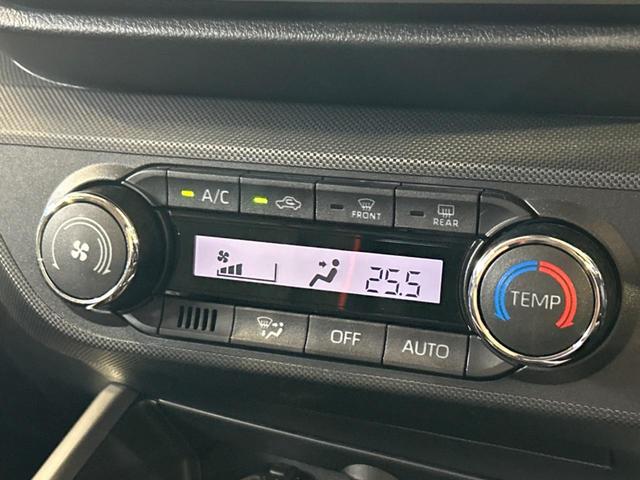 A/C
FRONT
REAR
25.5
TEMP
OFF
AUTO